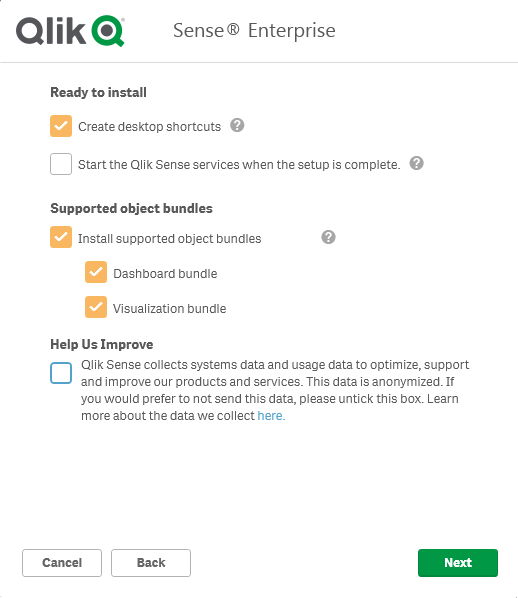 Qlik Sense® Enterprise
Ready to install
Create desktop shortcuts ?
Start the Qlik Sense services when the setup is complete. ?
Supported object bundles
Install supported object bundles ?
Dashboard bundle
Visualization bundle
Help Us Improve
Qlik Sense collects systems data and usage data to optimize, support
and improve our products and services. This data is anonymized. If
you would prefer to not send this data, please untick this box. Learn
more about the data we collect here.
Cancel Back Next